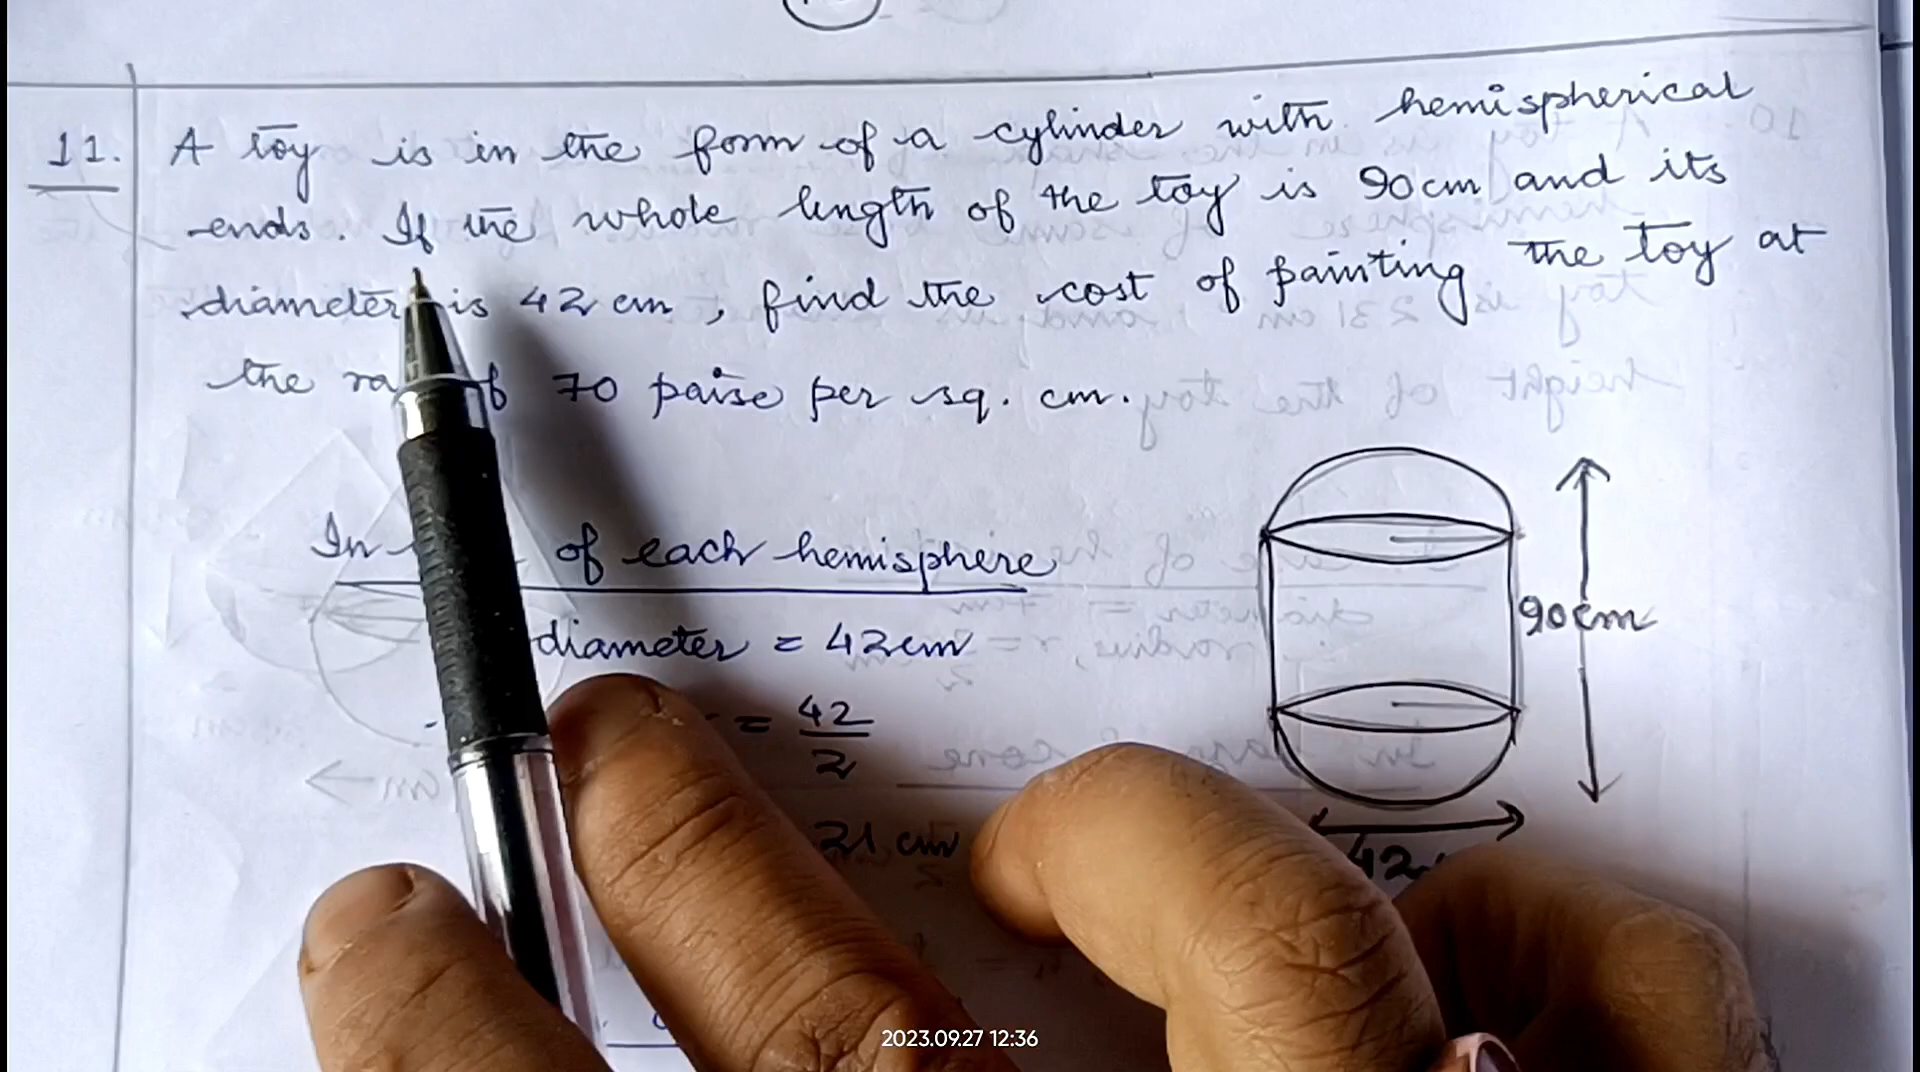 11. A toy is in the form of a cylinder with hemispherical
ends. If the whole length of the toy is 90cm and its
diameter is 42 cm, find the cost of painting the toy at
the of 70 paise per sq. cm.
In of each hemisphere
diameter = 42cm
= 42/2
21 cm
90cm
42
2023.09.27 12:36